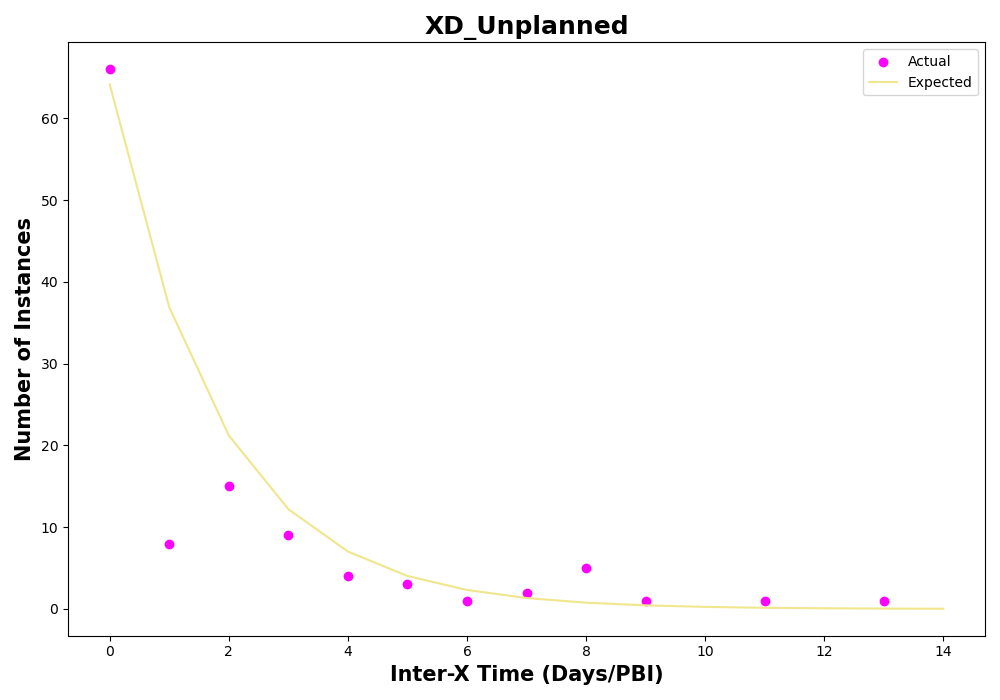 XD_Unplanned
Actual
Expected
Number of Instances
60
50
40
30
20
10
0
0 2 4 6 8 10 12 14
Inter-X Time (Days/PBI)